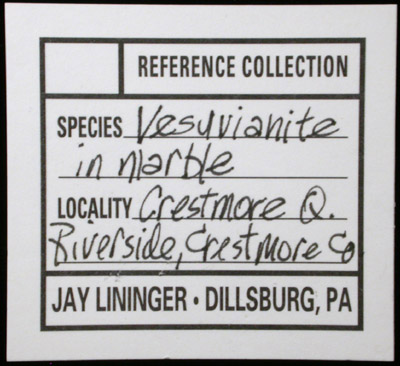 REFERENCE COLLECTION
SPECIES Vesuvianite
in marble
LOCALITY Crestmore Q.
Riverside, Crestmore Co
JAY LININGER • DILLSBURG, PA